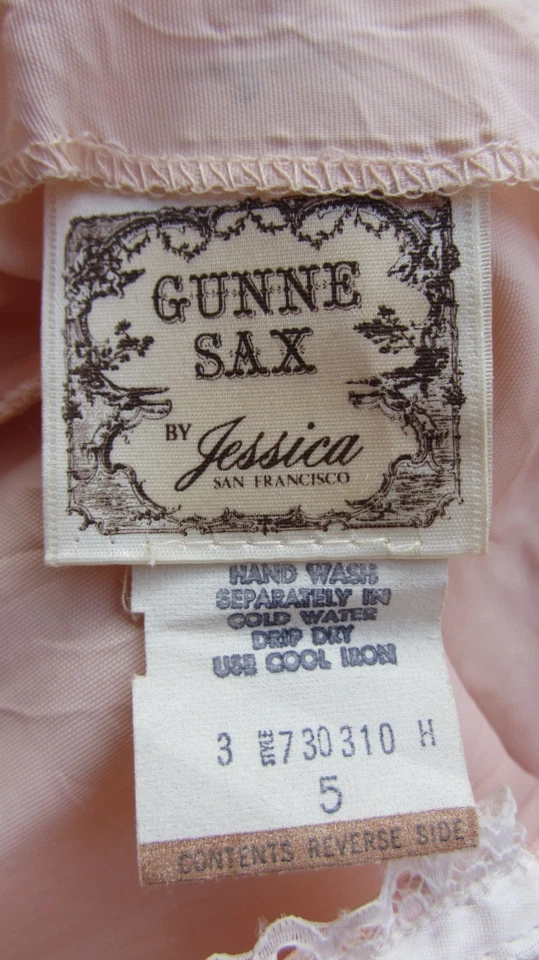 GUNNE
SAX
BY Jessica
SAN FRANCISCO
HAND WASH
SEPARATELY IN
COLD WATER
DRIP DRY
USE COOL IRON
3 STYLE 730310 H
5
CONTENTS REVERSE SIDE